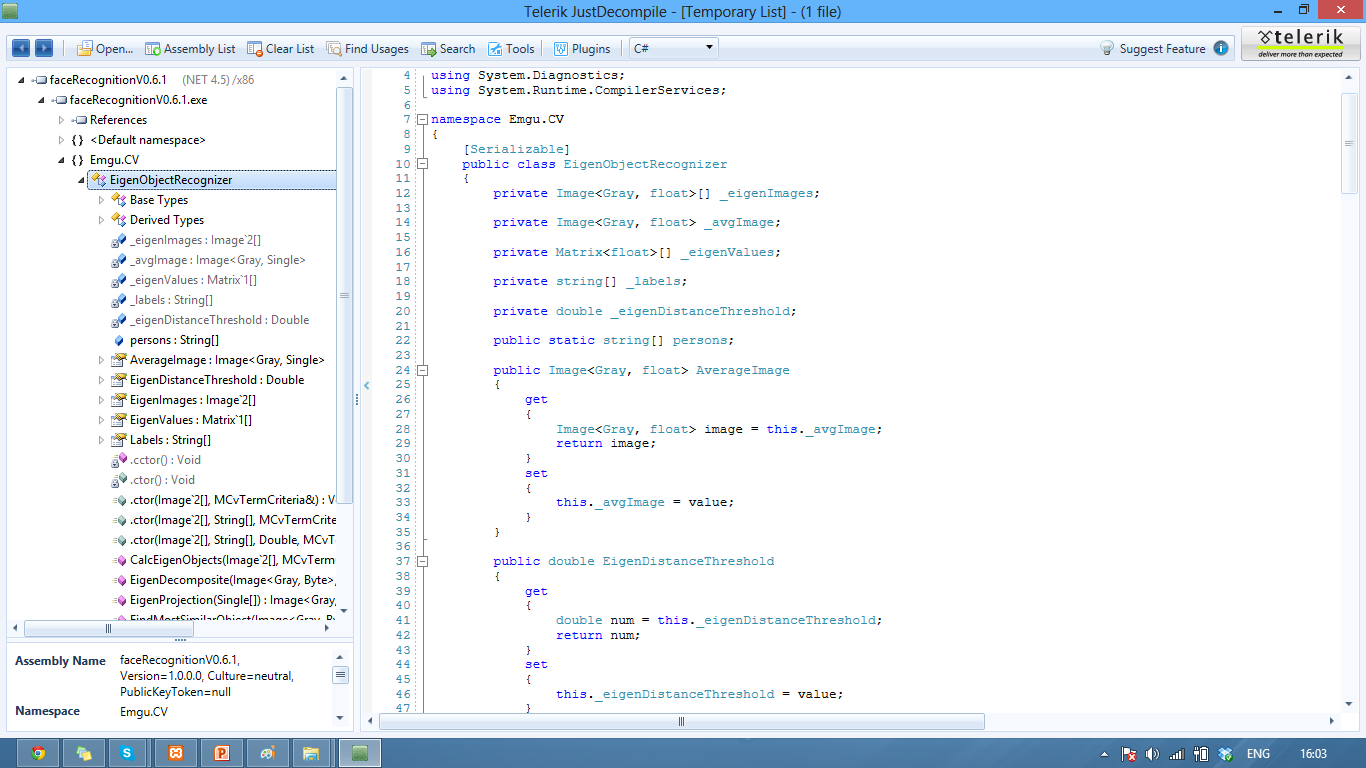 Telerik JustDecompile - [Temporary List] - (1 file)
Open...
Assembly List
Clear List
Find Usages
Search
Tools
Plugins
C#
Suggest Feature
telerik
deliver more than expected
faceRecognitionV0.6.1 (NET 4.5) /x86
faceRecognitionV0.6.1.exe
References
{} <Default namespace>
{} Emgu.CV
EigenObjectRecognizer
Base Types
Derived Types
_eigenImages : Image`2[]
_avgImage : Image<Gray, Single>
_eigenValues : Matrix`1[]
_labels : String[]
_eigenDistanceThreshold : Double
persons : String[]
AverageImage : Image<Gray, Single>
EigenDistanceThreshold : Double
EigenImages : Image`2[]
EigenValues : Matrix`1[]
Labels : String[]
.cctor() : Void
.ctor() : Void
.ctor(Image`2[], MCvTermCriteria&) : V
.ctor(Image`2[], String[], MCvTermCrite
.ctor(Image`2[], String[], Double, MCvT
CalcEigenObjects(Image`2[], MCvTerm
EigenDecomposite(Image<Gray, Byte>,
EigenProjection(Single[]) : Image<Gray,
FindMostSimilarObject(Image<Gray, By
Assembly Name faceRecognitionV0.6.1,
Version=1.0.0.0, Culture=neutral,
PublicKeyToken=null
Namespace Emgu.CV
4 using System.Diagnostics;
5 using System.Runtime.CompilerServices;
6
7 namespace Emgu.CV
8 {
9 [Serializable]
10 public class EigenObjectRecognizer
11 {
12 private Image<Gray, float>[] _eigenImages;
13
14 private Image<Gray, float> _avgImage;
15
16 private Matrix<float>[] _eigenValues;
17
18 private string[] _labels;
19
20 private double _eigenDistanceThreshold;
21
22 public static string[] persons;
23
24 public Image<Gray, float> AverageImage
25 {
26 get
27 {
28 Image<Gray, float> image = this._avgImage;
29 return image;
30 }
31 set
32 {
33 this._avgImage = value;
34 }
35 }
36
37 public double EigenDistanceThreshold
38 {
39 get
40 {
41 double num = this._eigenDistanceThreshold;
42 return num;
43 }
44 set
45 {
46 this._eigenDistanceThreshold = value;
47 }
ENG
16:03